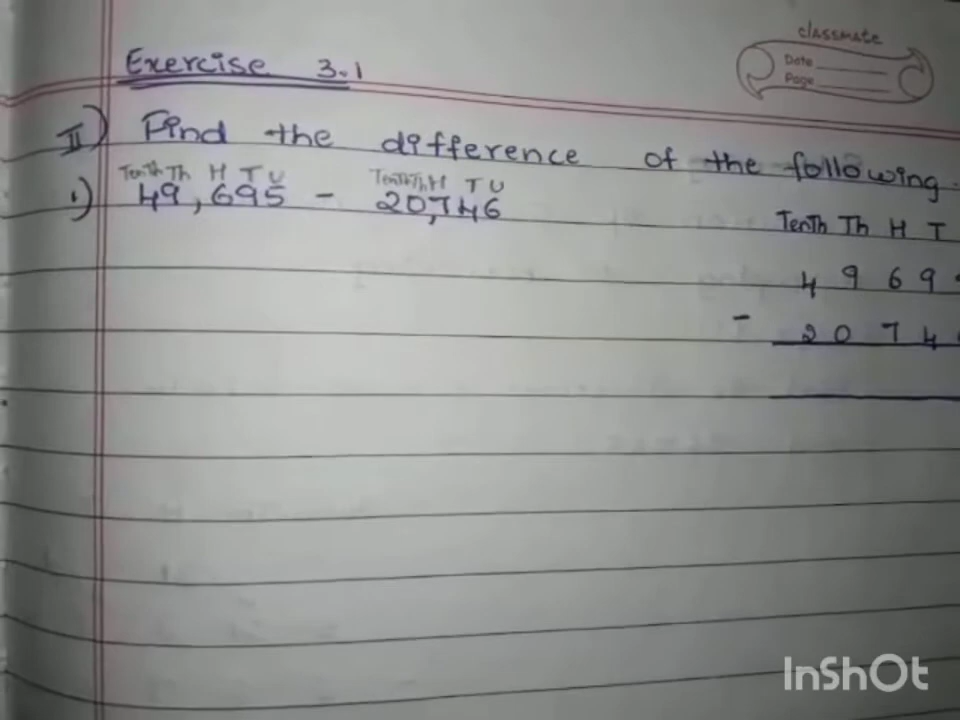 classmate
Date
Page
Exercise 3.1
II) Find the difference of the following.
TenTh Th H T U TenTh Th H T U
1) 49,695 - 20,746
TenTh Th H T
4 9 6 9
- 2 0 7 4
InShOt